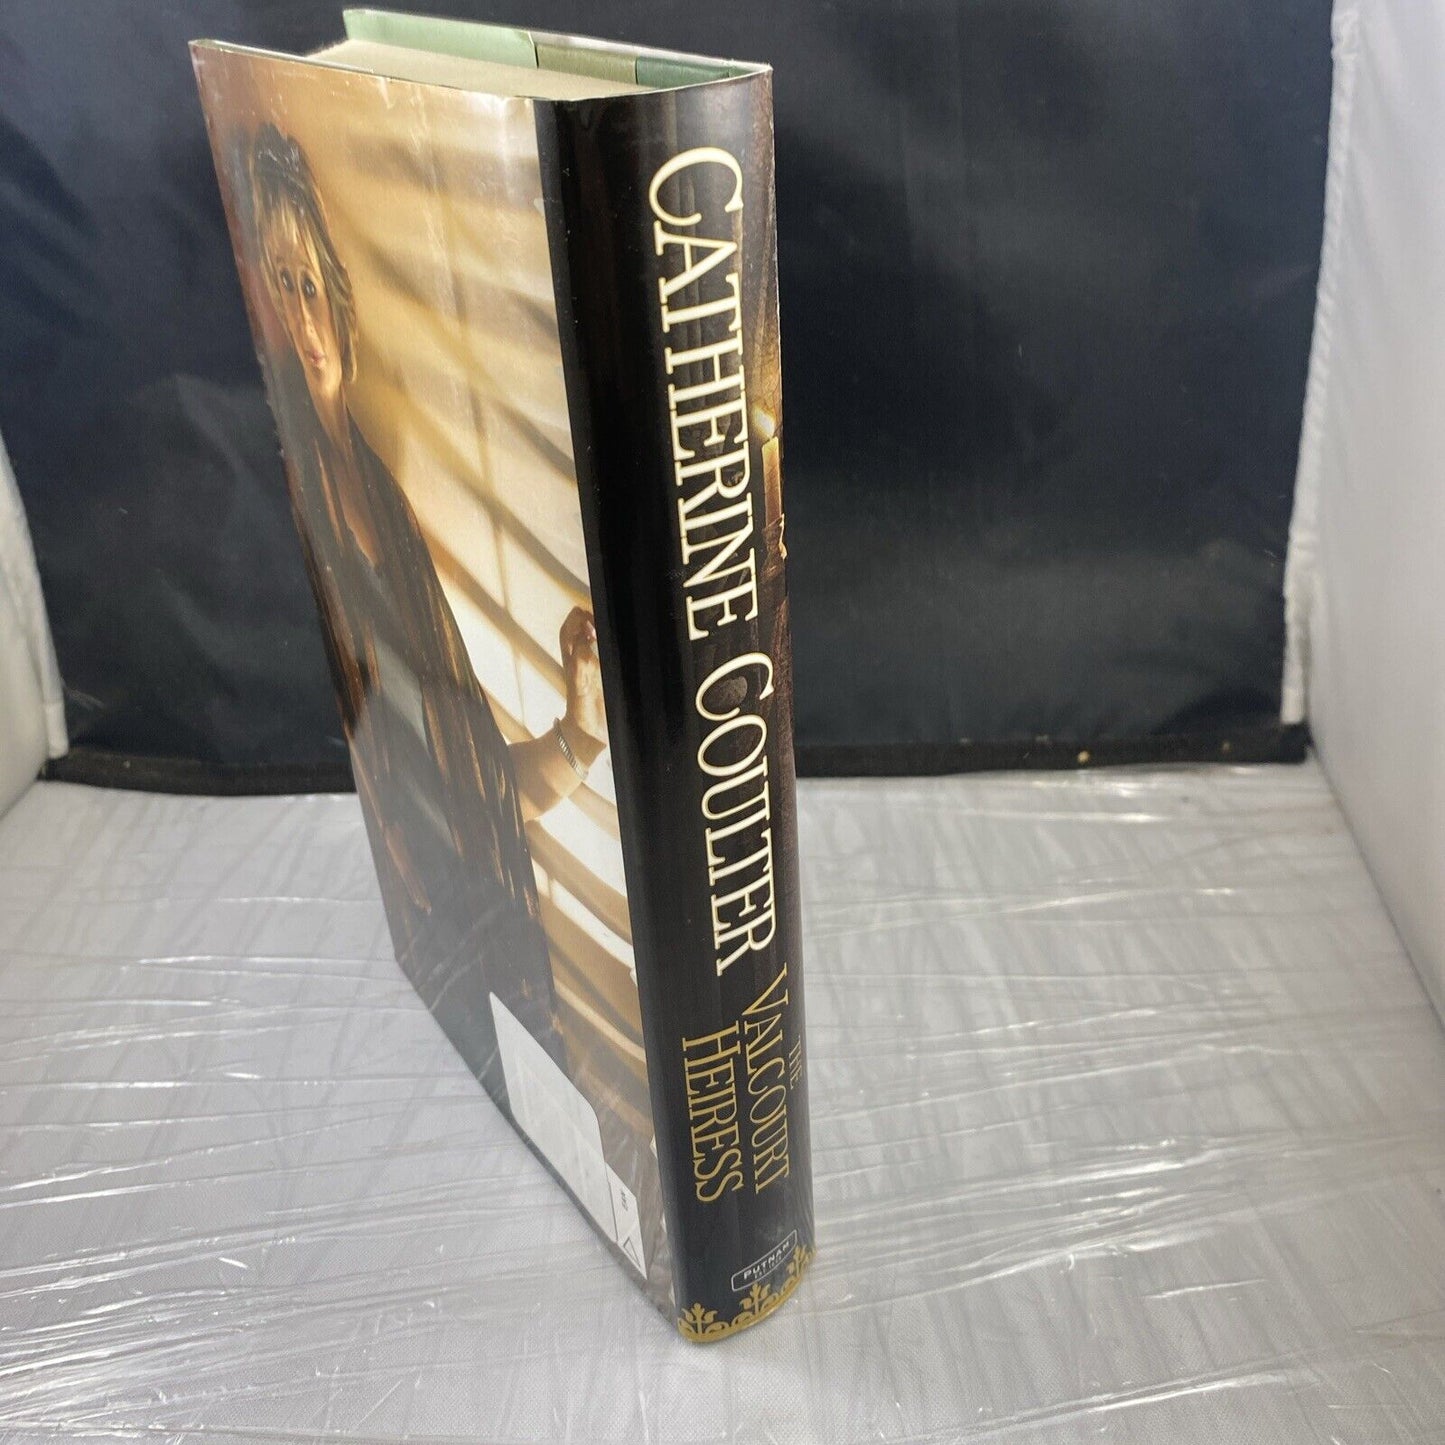 CATHERINE COULTER
THE
VALCOURT
HEIRESS
PUTNAM